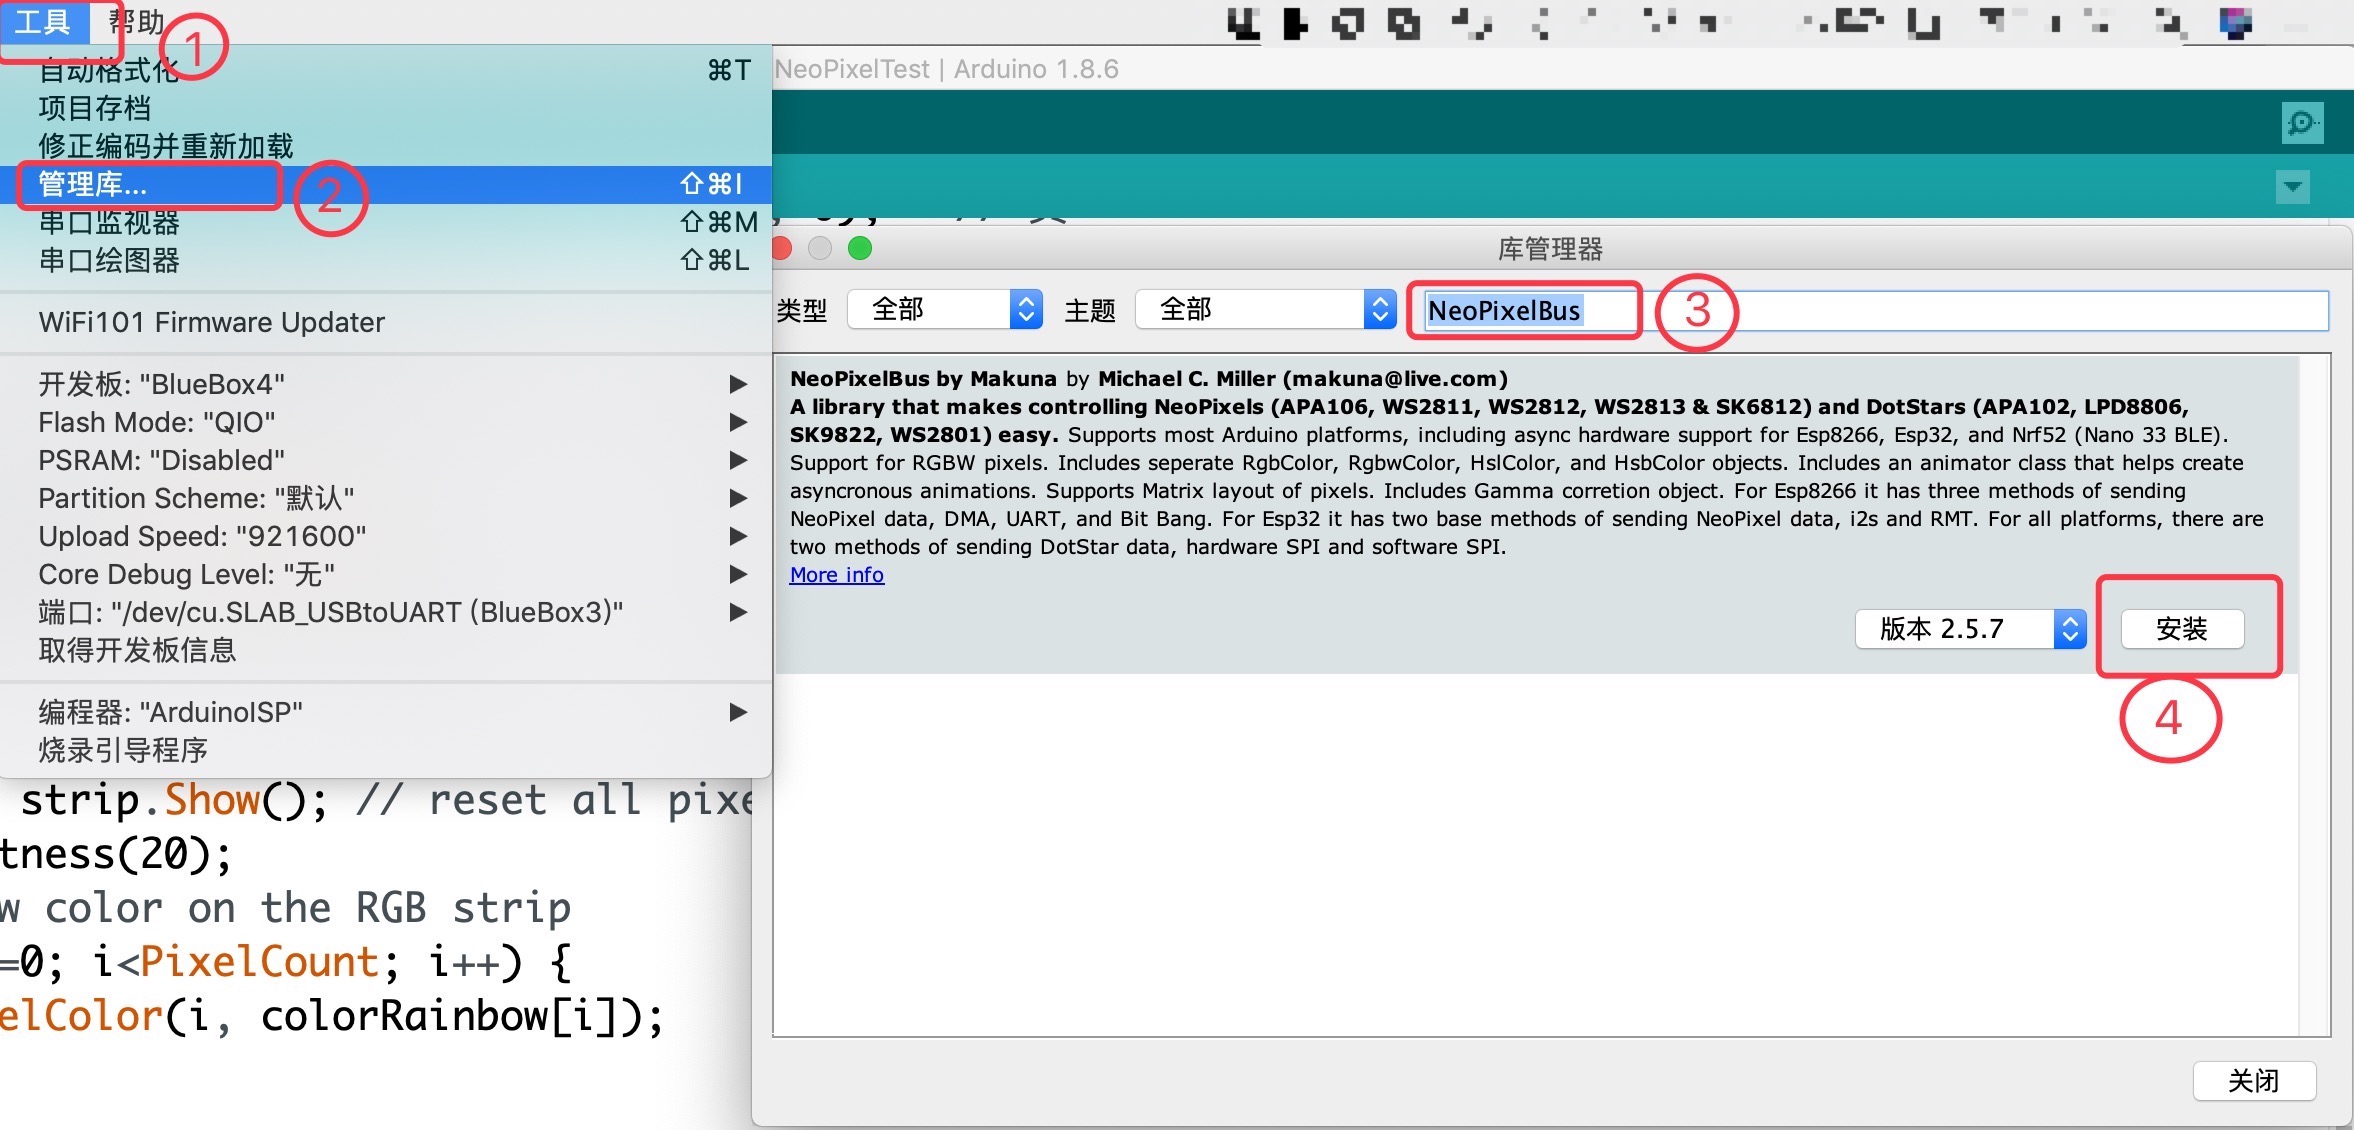 工具 帮助
1
自动格式化 ⌘T
项目存档
修正编码并重新加载
管理库... ⇧⌘I
2
串口监视器 ⇧⌘M
串口绘图器 ⇧⌘L
WiFi101 Firmware Updater
开发板: "BlueBox4"
Flash Mode: "QIO"
PSRAM: "Disabled"
Partition Scheme: "默认"
Upload Speed: "921600"
Core Debug Level: "无"
端口: "/dev/cu.SLAB_USBtoUART (BlueBox3)"
取得开发板信息
编程器: "ArduinoISP"
烧录引导程序
strip.Show(); // reset all pixe
tness(20);
w color on the RGB strip
=0; i<PixelCount; i++) {
elColor(i, colorRainbow[i]);
NeoPixelTest | Arduino 1.8.6
库管理器
类型 全部 主题 全部 NeoPixelBus
3
NeoPixelBus by Makuna by Michael C. Miller (makuna@live.com)
A library that makes controlling NeoPixels (APA106, WS2811, WS2812, WS2813 & SK6812) and DotStars (APA102, LPD8806,
SK9822, WS2801) easy. Supports most Arduino platforms, including async hardware support for Esp8266, Esp32, and Nrf52 (Nano 33 BLE).
Support for RGBW pixels. Includes seperate RgbColor, RgbwColor, HslColor, and HsbColor objects. Includes an animator class that helps create
asyncronous animations. Supports Matrix layout of pixels. Includes Gamma corretion object. For Esp8266 it has three methods of sending
NeoPixel data, DMA, UART, and Bit Bang. For Esp32 it has two base methods of sending NeoPixel data, i2s and RMT. For all platforms, there are
two methods of sending DotStar data, hardware SPI and software SPI.
More info
版本 2.5.7 安装
4
关闭